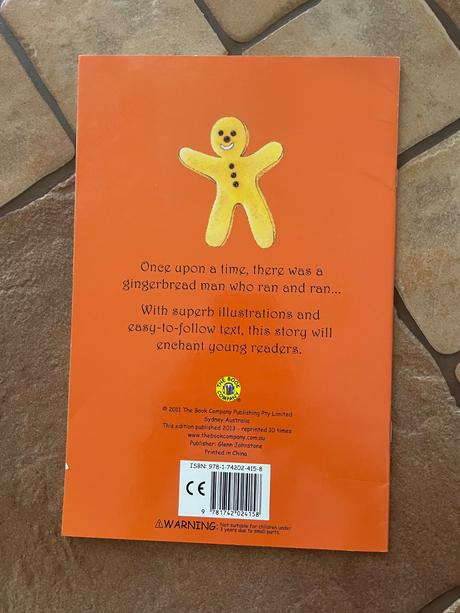 Once upon a time, there was a
gingerbread man who ran and ran...
With superb illustrations and
easy-to-follow text, this story will
enchant young readers.
THE BOOK
COMPANY
© 2011 The Book Company Publishing Pty Limited
Sydney Australia
This edition published 2013 - reprinted 10 times
www.thebookcompany.com.au
Publisher: Glenn Johnstone
Printed in China
ISBN: 978-1-74202-415-8
CE
9 781742 024158
⚠WARNING: Not suitable for children under
3 years due to small parts.